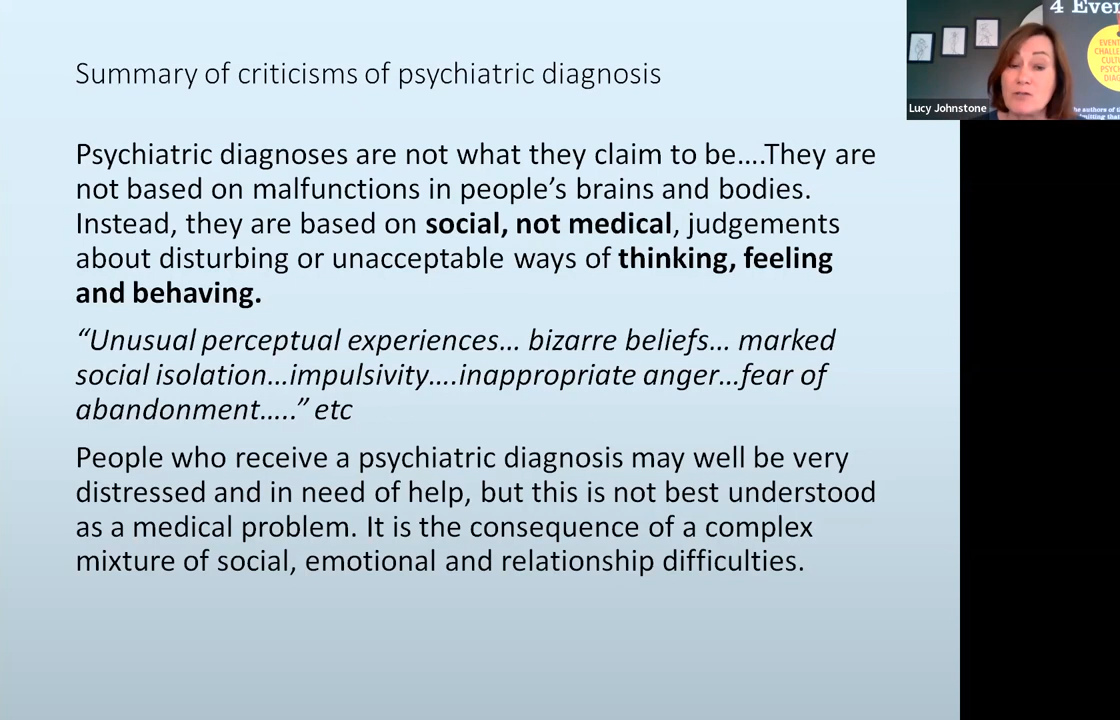 Summary of criticisms of psychiatric diagnosis
Psychiatric diagnoses are not what they claim to be….They are
not based on malfunctions in people’s brains and bodies.
Instead, they are based on social, not medical, judgements
about disturbing or unacceptable ways of thinking, feeling
and behaving.
“Unusual perceptual experiences… bizarre beliefs… marked
social isolation…impulsivity….inappropriate anger…fear of
abandonment…..” etc
People who receive a psychiatric diagnosis may well be very
distressed and in need of help, but this is not best understood
as a medical problem. It is the consequence of a complex
mixture of social, emotional and relationship difficulties.
4 Ever
Lucy Johnstone